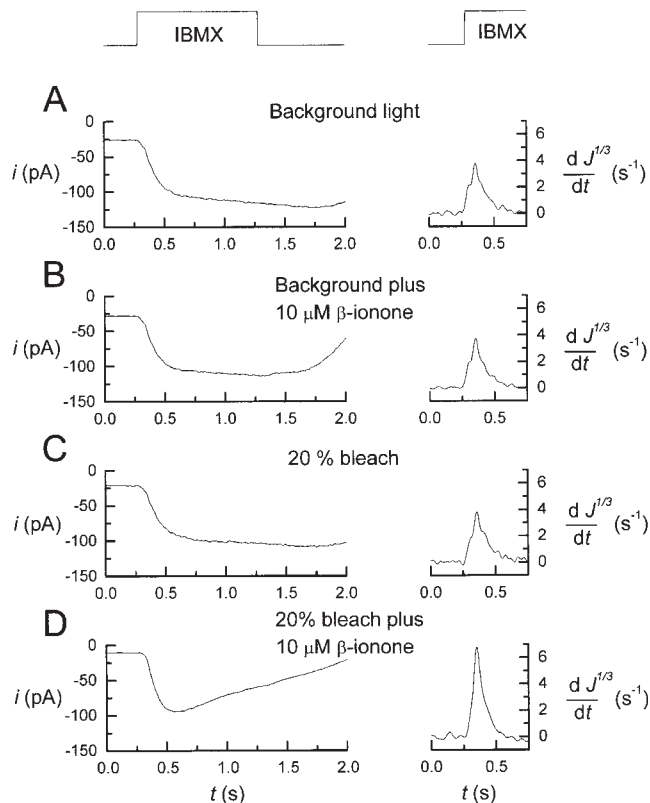 IBMX
IBMX
A
Background light
0
-50
-100
-150
i (pA)
0.0 0.5 1.0 1.5 2.0
6
4
2
0
d J^1/3
dt
(s-1)
0.0 0.5
B
Background plus
10 μM β-ionone
0
-50
-100
-150
i (pA)
0.0 0.5 1.0 1.5 2.0
6
4
2
0
d J^1/3
dt
(s-1)
0.0 0.5
C
20 % bleach
0
-50
-100
-150
i (pA)
0.0 0.5 1.0 1.5 2.0
6
4
2
0
d J^1/3
dt
(s-1)
0.0 0.5
D
20% bleach plus
10 μM β-ionone
0
-50
-100
-150
i (pA)
0.0 0.5 1.0 1.5 2.0
t (s)
6
4
2
0
d J^1/3
dt
(s-1)
0.0 0.5
t (s)